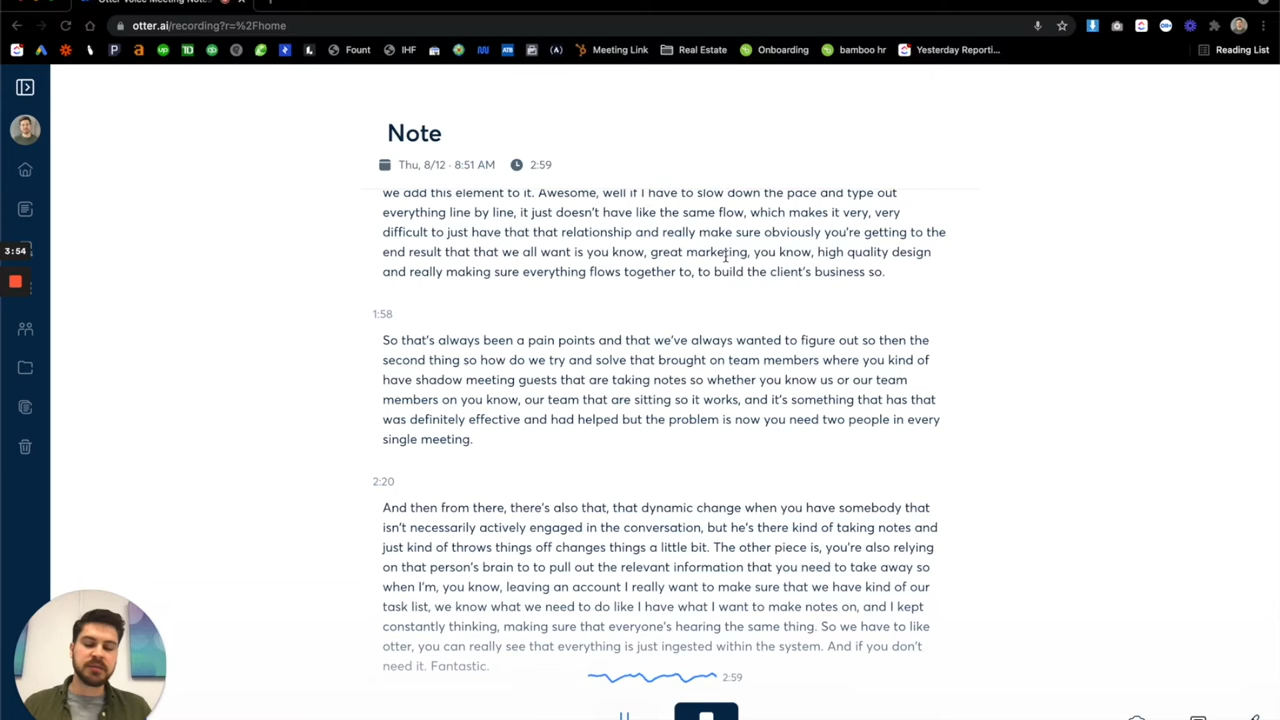 Otter Voice Meeting Note
otter.ai/recording?r=%2Fhome
Fount
IHF
Meeting Link
Real Estate
Onboarding
bamboo hr
Yesterday Reporti...
Reading List
Note
Thu, 8/12 · 8:51 AM
2:59
we add this element to it. Awesome, well if I have to slow down the pace and type out
everything line by line, it just doesn't have like the same flow, which makes it very, very
difficult to just have that that relationship and really make sure obviously you're getting to the
end result that that we all want is you know, great marketing, you know, high quality design
and really making sure everything flows together to, to build the client's business so.
3:54
1:58
So that's always been a pain points and that we've always wanted to figure out so then the
second thing so how do we try and solve that brought on team members where you kind of
have shadow meeting guests that are taking notes so whether you know us or our team
members on you know, our team that are sitting so it works, and it's something that has that
was definitely effective and had helped but the problem is now you need two people in every
single meeting.
2:20
And then from there, there's also that, that dynamic change when you have somebody that
isn't necessarily actively engaged in the conversation, but he's there kind of taking notes and
just kind of throws things off changes things a little bit. The other piece is, you're also relying
on that person's brain to to pull out the relevant information that you need to take away so
when I'm, you know, leaving an account I really want to make sure that we have kind of our
task list, we know what we need to do like I have what I want to make notes on, and I kept
constantly thinking, making sure that everyone's hearing the same thing. So we have to like
otter, you can really see that everything is just ingested within the system. And if you don't
need it. Fantastic.
2:59